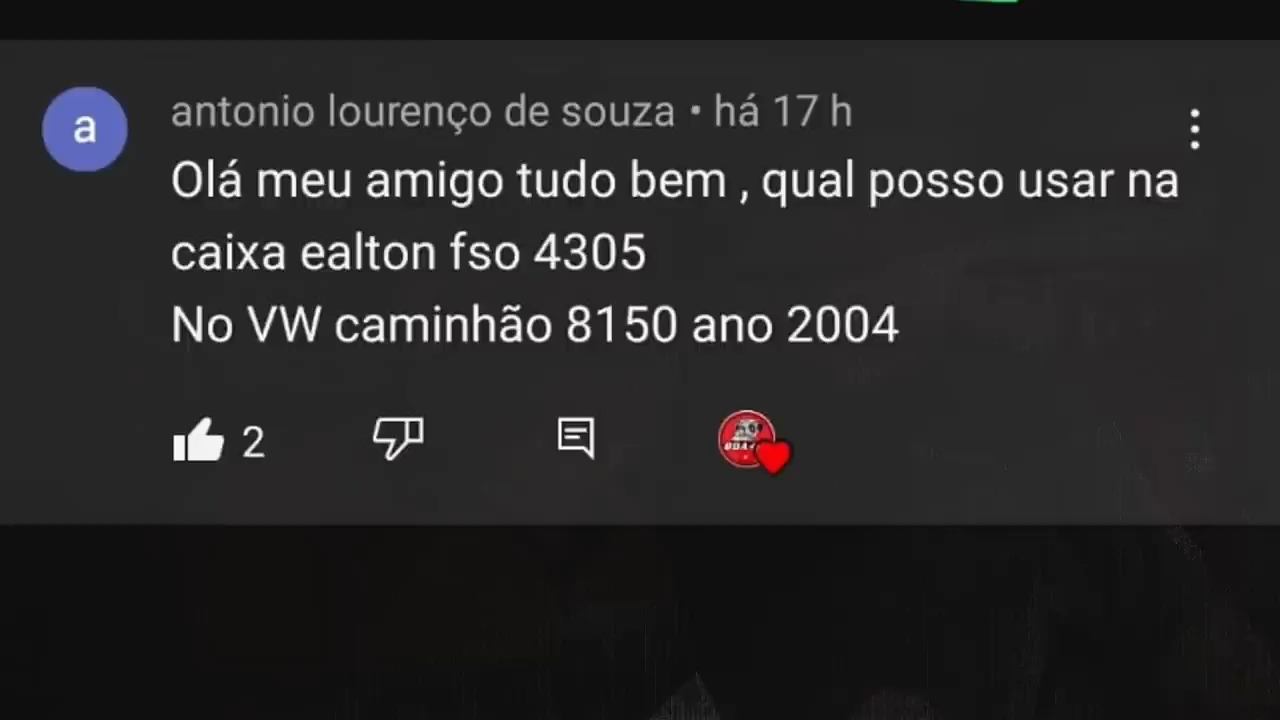 a
antonio lourenço de souza • há 17 h
Olá meu amigo tudo bem , qual posso usar na
caixa ealton fso 4305
No VW caminhão 8150 ano 2004
2